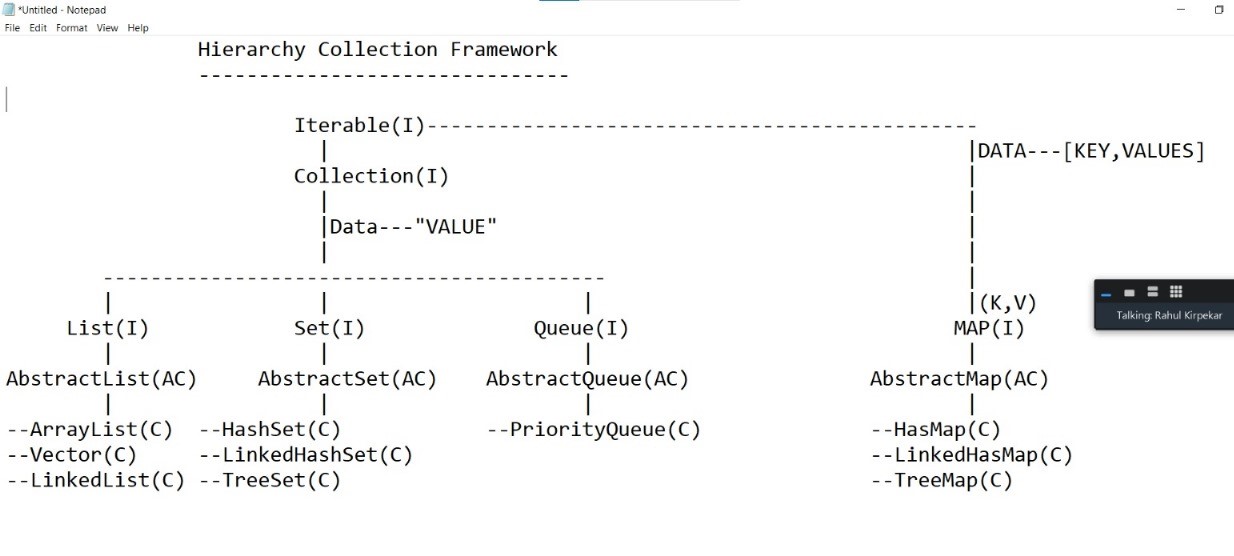 *Untitled - Notepad
File Edit Format View Help
Hierarchy Collection Framework
------------------------------
Iterable(I)----------------------------------------------
|DATA---[KEY,VALUES]
Collection(I)
|Data---"VALUE"
------------------------------------------
|(K,V)
List(I) Set(I) Queue(I) MAP(I)
AbstractList(AC) AbstractSet(AC) AbstractQueue(AC) AbstractMap(AC)
--ArrayList(C) --HashSet(C) --PriorityQueue(C) --HasMap(C)
--Vector(C) --LinkedHashSet(C) --LinkedHasMap(C)
--LinkedList(C) --TreeSet(C) --TreeMap(C)
Talking: Rahul Kirpekar